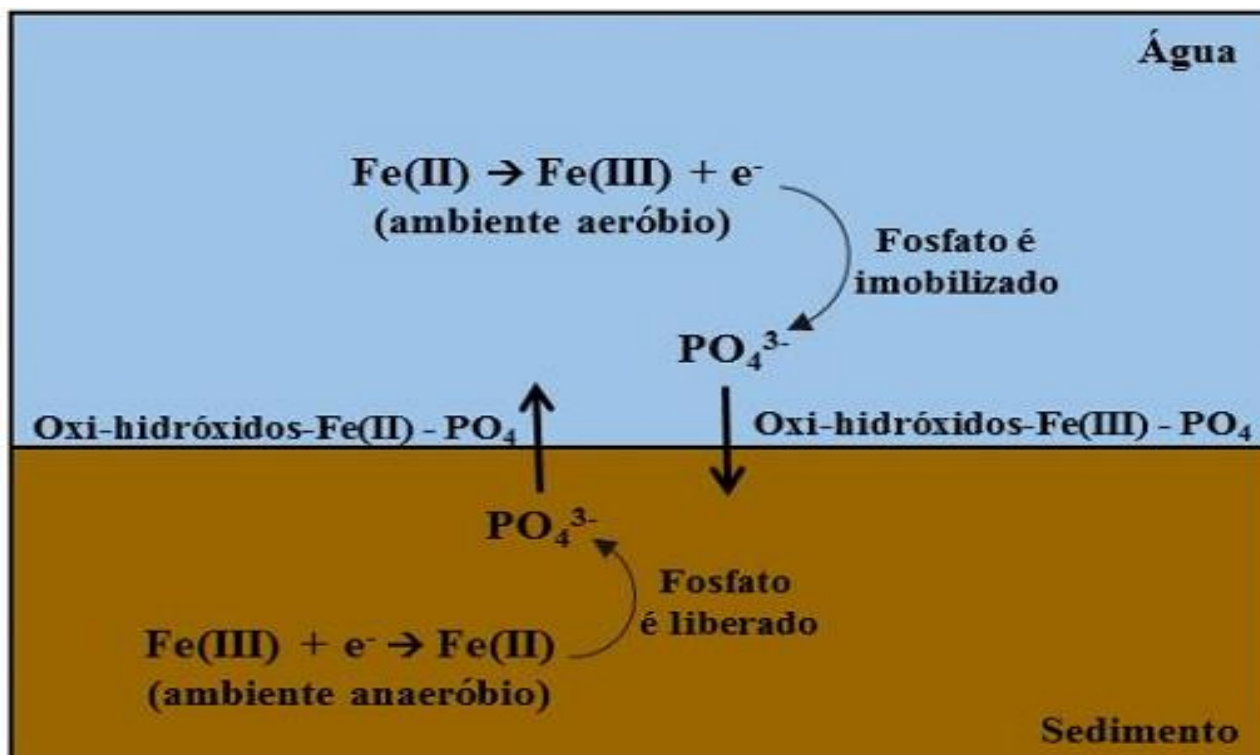 Água
Fe(II) → Fe(III) + e⁻
(ambiente aeróbio)
Fosfato é
imobilizado
PO₄³⁻
Oxi-hidróxidos-Fe(II) - PO₄
Oxi-hidróxidos-Fe(III) - PO₄
PO₄³⁻
Fosfato
é liberado
Fe(III) + e⁻ → Fe(II)
(ambiente anaeróbio)
Sedimento